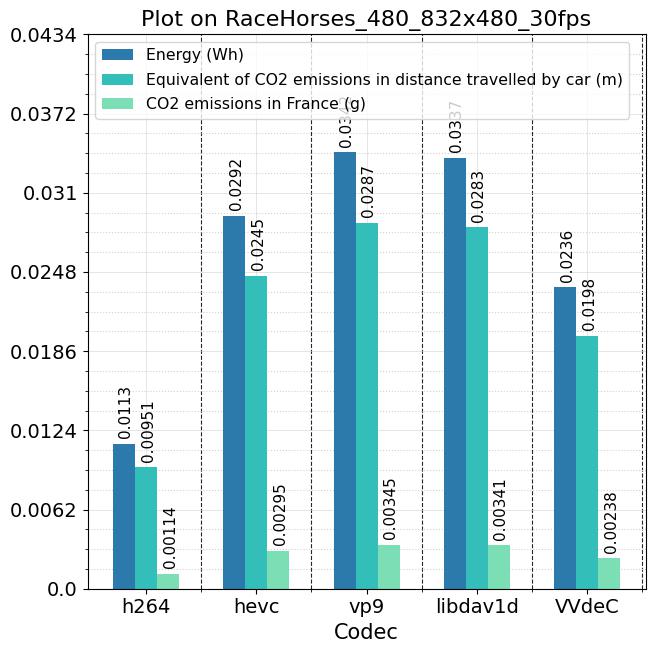 Plot on RaceHorses_480_832x480_30fps
Energy (Wh)
Equivalent of CO2 emissions in distance travelled by car (m)
CO2 emissions in France (g)
0.0434
0.0372
0.031
0.0248
0.0186
0.0124
0.0062
0.0
0.0113
0.00951
0.00114
0.0292
0.0245
0.00295
0.0287
0.00345
0.0337
0.0283
0.00341
0.0236
0.0198
0.00238
h264
hevc
vp9
libdav1d
VVdeC
Codec